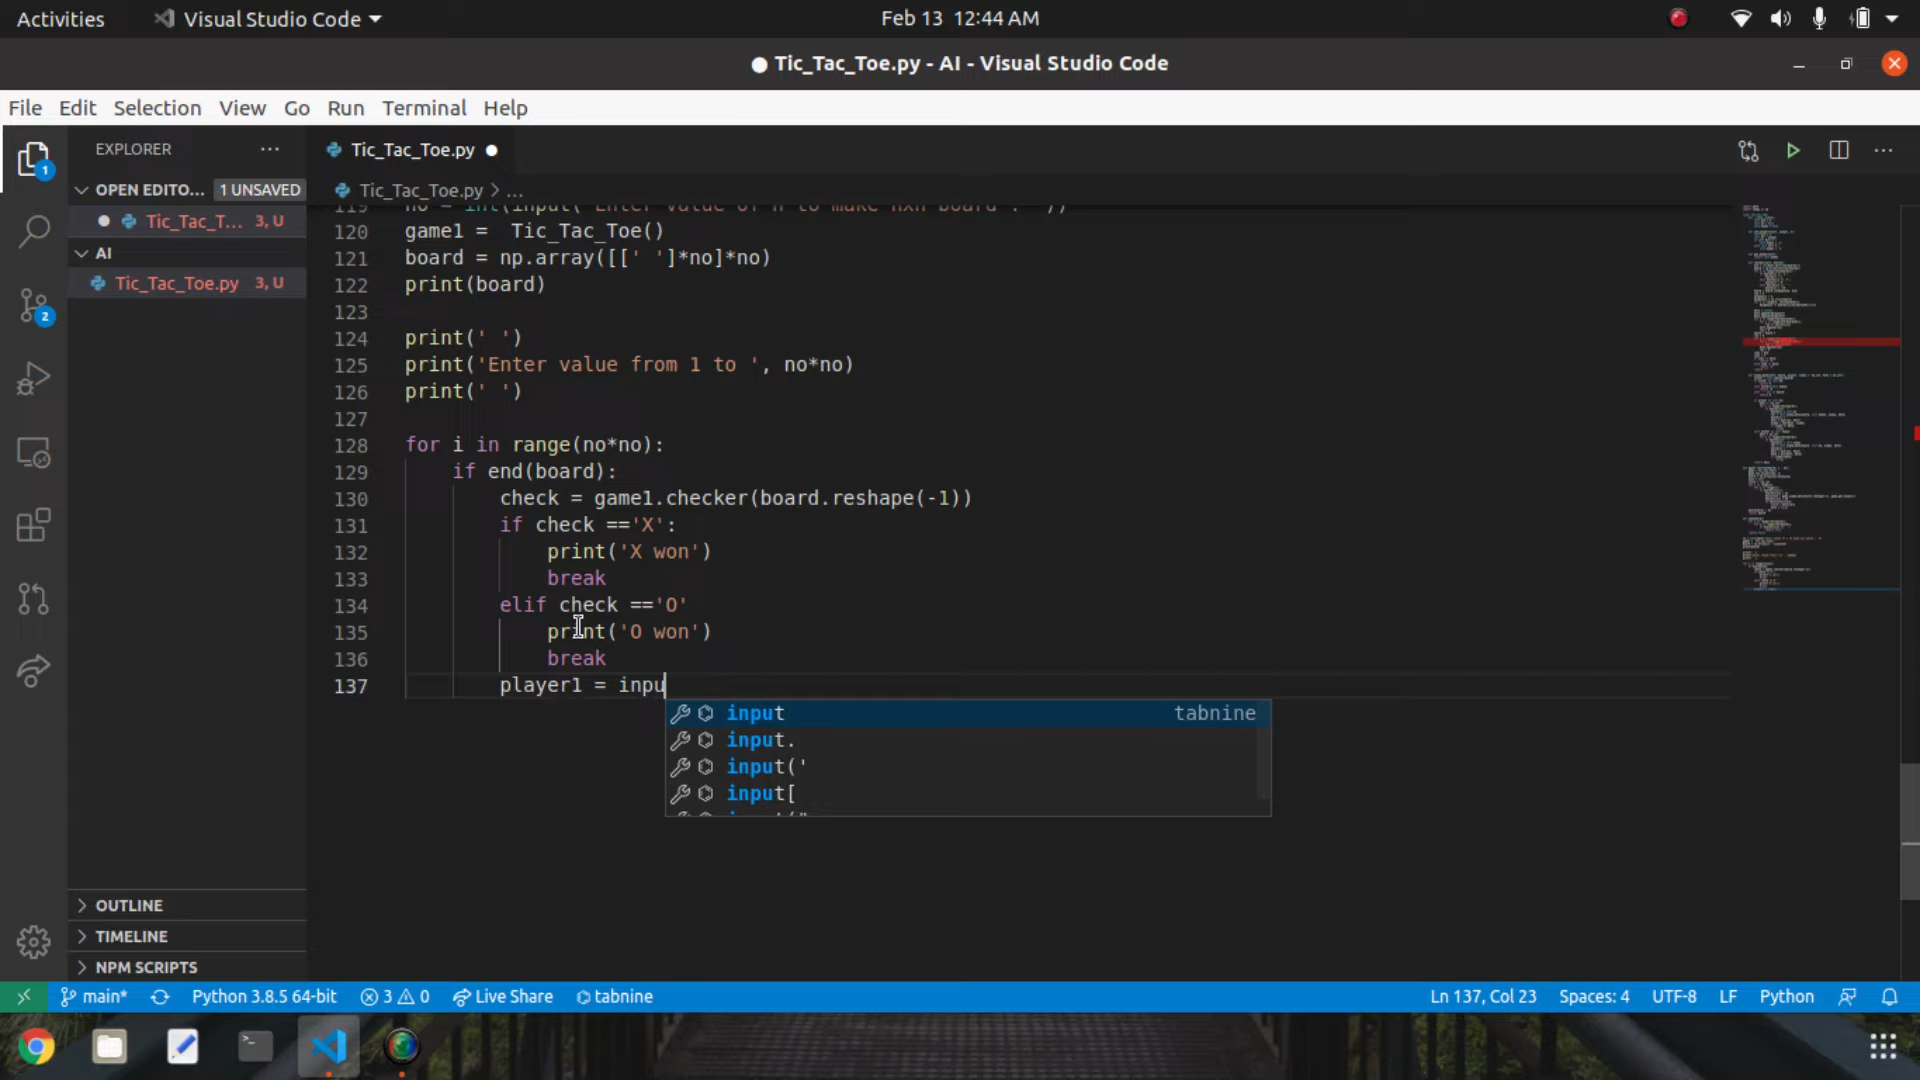 Activities
Visual Studio Code
Feb 13 12:44 AM
● Tic_Tac_Toe.py - AI - Visual Studio Code
File Edit Selection View Go Run Terminal Help
EXPLORER
OPEN EDITO... 1 UNSAVED
Tic_Tac_T... 3, U
AI
Tic_Tac_Toe.py 3, U
OUTLINE
TIMELINE
NPM SCRIPTS
1
2
Tic_Tac_Toe.py
Tic_Tac_Toe.py > ...
119 no = int(input('Enter value of n to make nxn board : '))
120 game1 =  Tic_Tac_Toe()
121 board = np.array([[' ']*no]*no)
122 print(board)
123
124 print(' ')
125 print('Enter value from 1 to ', no*no)
126 print(' ')
127
128 for i in range(no*no):
129     if end(board):
130         check = game1.checker(board.reshape(-1))
131         if check =='X':
132             print('X won')
133             break
134         elif check =='O'
135             print('O won')
136             break
137         player1 = inpu
input tabnine
input.
input('
input[
main* Python 3.8.5 64-bit 3 0 Live Share tabnine
Ln 137, Col 23 Spaces: 4 UTF-8 LF Python